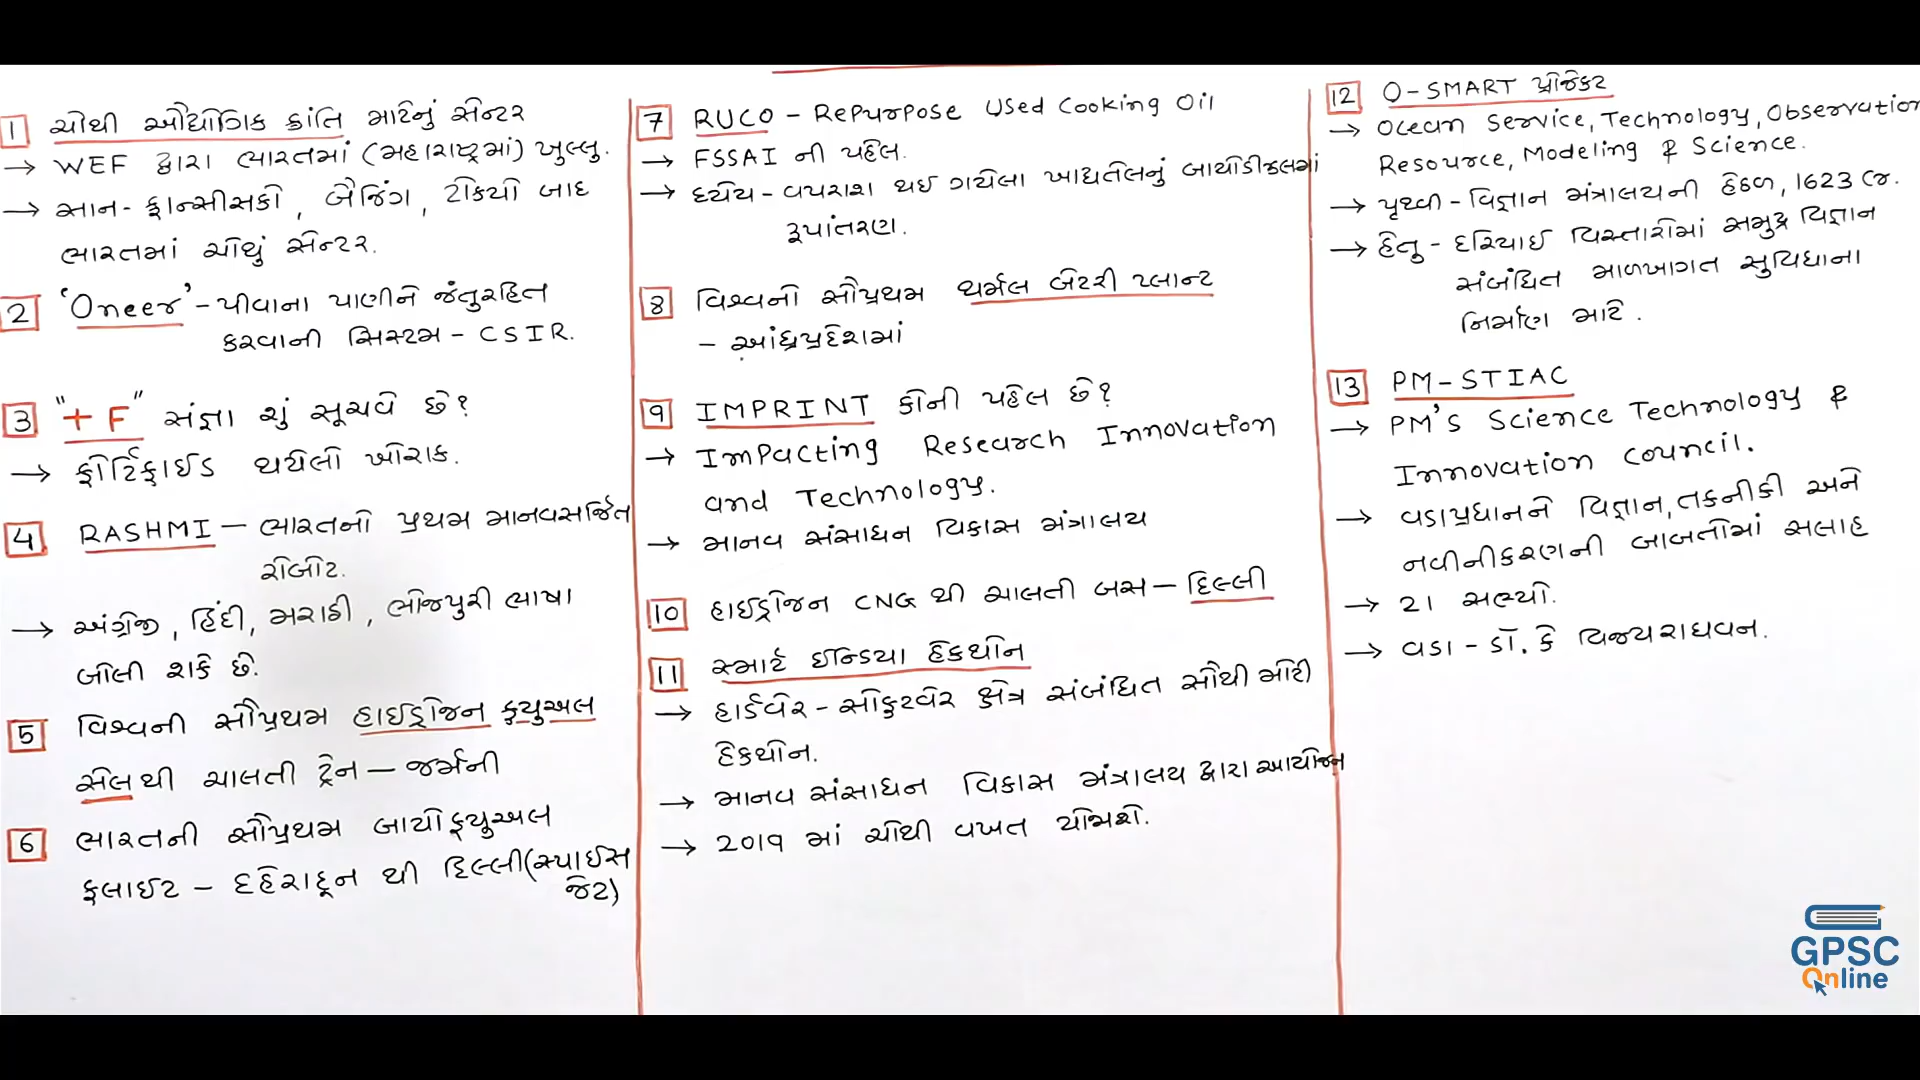 1 ચોથી ઔદ્યોગિક ક્રાંતિ માટેનું સેન્ટર
→ WEF દ્વારા ભારતમાં (મહારાષ્ટ્રમાં) ખુલ્લુ.
→ સાન-ફ્રાન્સીસકો, બૈજિંગ, ટોકયો બાદ
ભારતમાં ચોથું સેન્ટર.
2 'Oneer' - પીવાના પાણીને જંતુરહિત
કરવાની સિસ્ટમ - CSIR.
3 "+F" સંજ્ઞા શું સૂચવે છે?
→ ફોર્ટિફાઈડ થયેલો ખોરાક.
4 RASHMI - ભારતનો પ્રથમ માનવસર્જિત
રોબોટ.
→ અંગ્રેજી, હિંદી, મરાઠી, ભોજપુરી ભાષા
બોલી શકે છે.
5 વિશ્વની સૌપ્રથમ હાઈડ્રોજન ફયુઅલ
સેલથી ચાલતી ટ્રેન - જર્મની
6 ભારતની સૌપ્રથમ બાયોફયુઅલ
ફલાઈટ - દહેરાદૂન થી દિલ્લી (સ્પાઈસ
જેટ)
7 RUCO - Repurpose Used Cooking Oil
→ FSSAI ની પહેલ.
→ ધ્યેય - વપરાશ થઈ ગયેલા ખાદ્યતેલનું બાયોડીઝલમાં
રૂપાંતરણ.
8 વિશ્વનો સૌપ્રથમ થર્મલ બેટરી પ્લાન્ટ
- આંધ્રપ્રદેશમાં
9 IMPRINT કોની પહેલ છે?
→ Impacting Research Innovation
and Technology.
→ માનવ સંસાધન વિકાસ મંત્રાલય
10 હાઈડ્રોજન CNG થી ચાલતી બસ - દિલ્લી
11 સ્માર્ટ ઈન્ડિયા હેકથોન
→ હાર્ડવેર - સોફટવેર ક્ષેત્ર સંબંધિત સૌથી મોટી
હેકથોન.
→ માનવ સંસાધન વિકાસ મંત્રાલય દ્વારા આયોજન
→ 2019 માં ચોથી વખત યોજાશે.
12 O-SMART પ્રોજેકટ
→ Ocean Service, Technology, Observation
Resource, Modeling & Science.
→ પૃથ્વી-વિજ્ઞાન મંત્રાલયની હેઠળ, 1623 કરો.
→ હેતુ - દરિયાઈ વિસ્તારોમાં સમુદ્ર વિજ્ઞાન
સંબંધિત માળખાગત સુવિધાના
નિર્માણ માટે.
13 PM-STIAC
→ PM's Science Technology &
Innovation Council.
→ વડાપ્રધાનને વિજ્ઞાન, તકનીકી અને
નવીનીકરણની બાબતોમાં સલાહ
→ 21 સભ્યો.
→ વડા - ડૉ. કે વિજયરાઘવન.
GPSC
Online